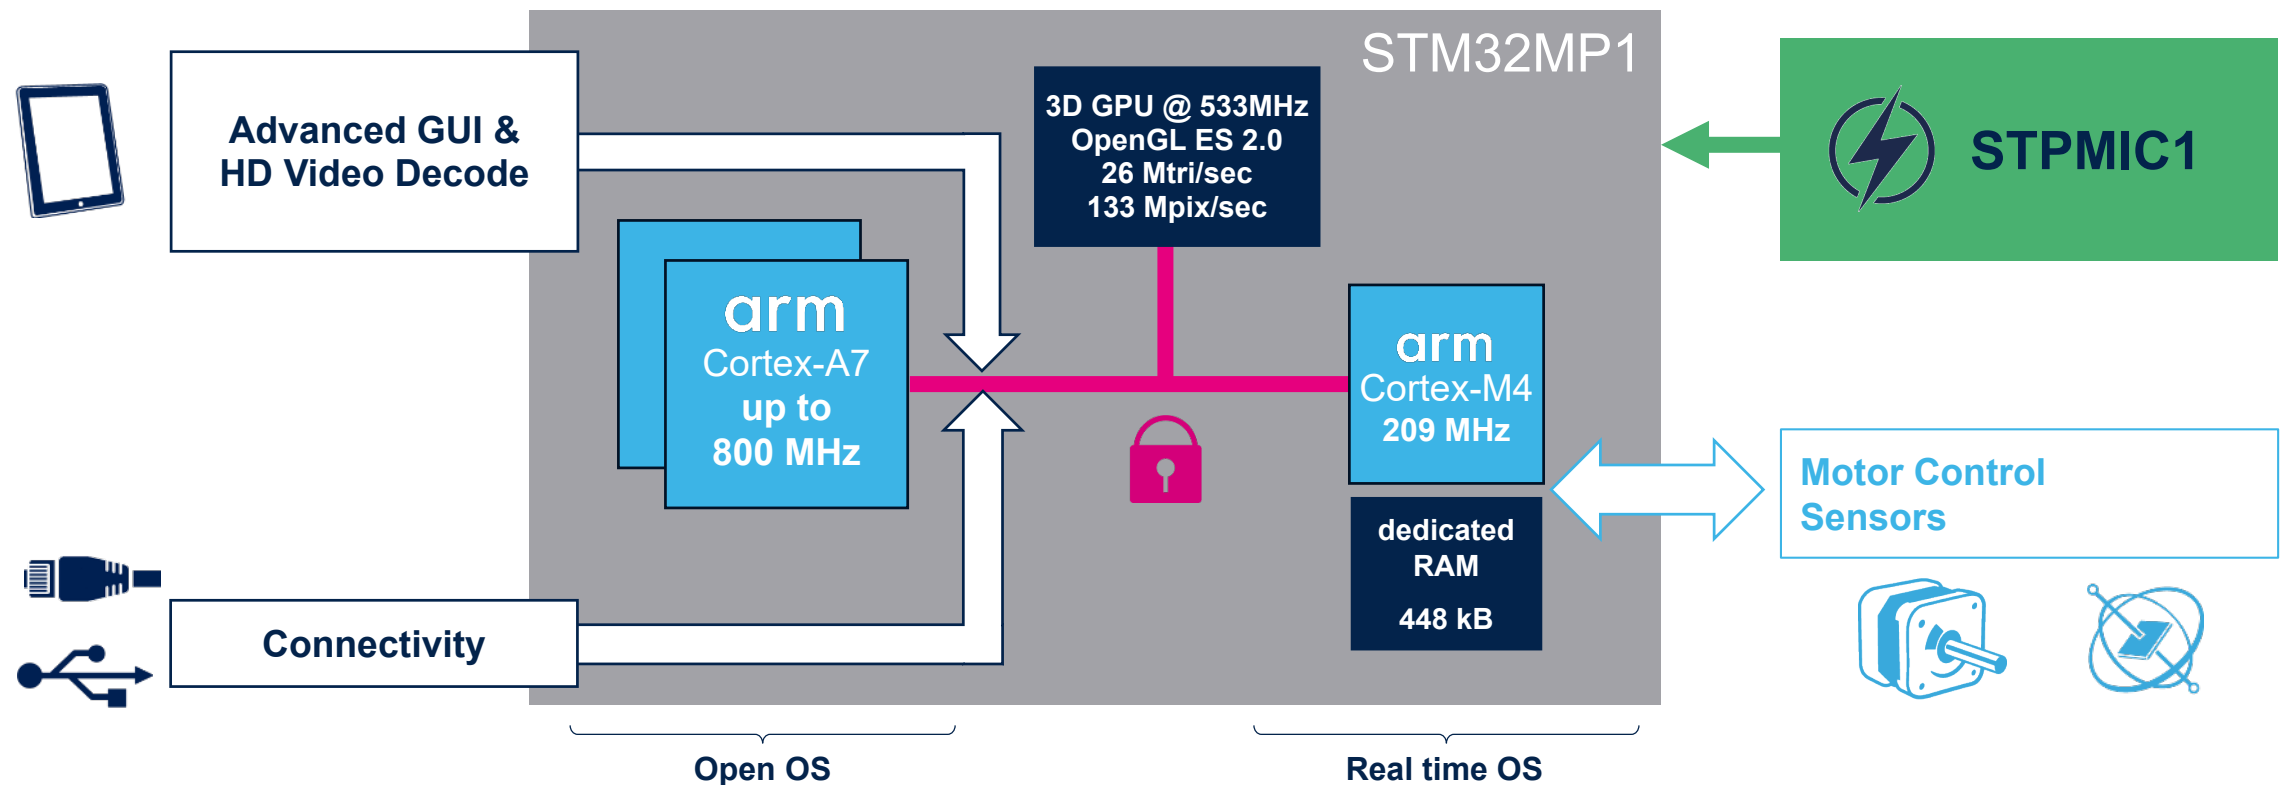 STM32MP1
Advanced GUI &
HD Video Decode
3D GPU @ 533MHz
OpenGL ES 2.0
26 Mtri/sec
133 Mpix/sec
STPMIC1
arm
Cortex-A7
up to
800 MHz
arm
Cortex-M4
209 MHz
dedicated
RAM
448 kB
Motor Control
Sensors
Connectivity
Open OS
Real time OS